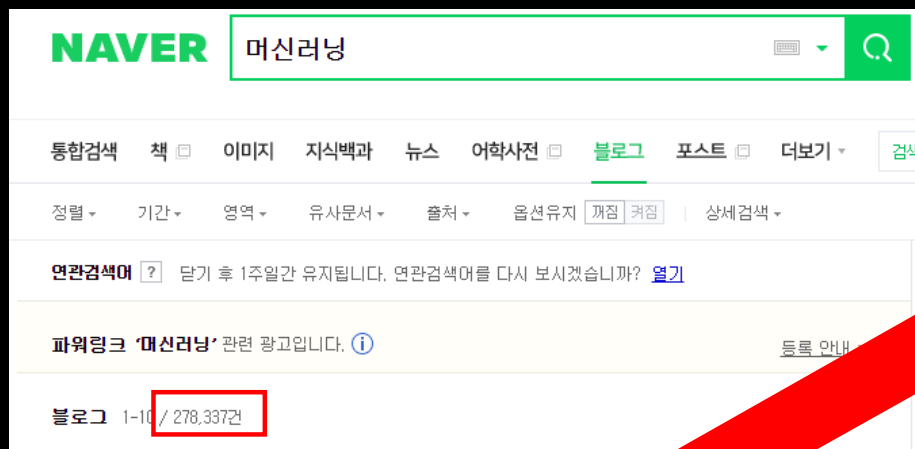 NAVER 머신러닝
통합검색 책 이미지 지식백과 뉴스 어학사전 블로그 포스트 더보기
정렬 기간 영역 유사문서 출처 옵션유지 꺼짐 켜짐 상세검색
연관검색어 ? 닫기 후 1주일간 유지됩니다. 연관검색어를 다시 보시겠습니까? 열기
파워링크 '머신러닝' 관련 광고입니다. i
등록 안내
블로그 1-10 / 278,337건